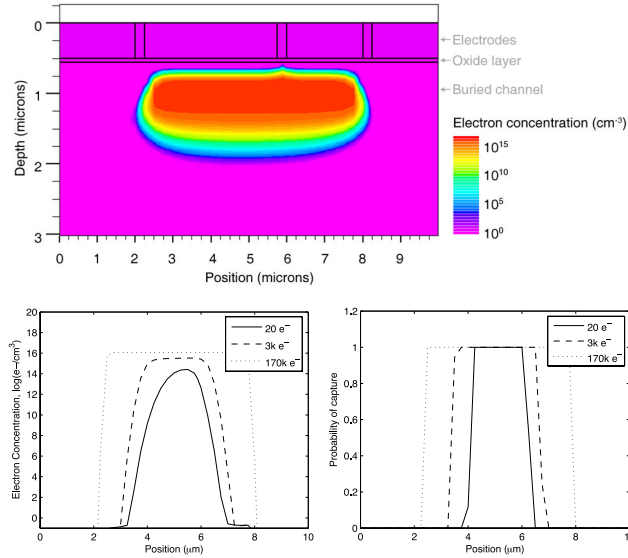 0
1
2
3
Depth (microns)
0 1 2 3 4 5 6 7 8 9
Position (microns)
Electrodes
Oxide layer
Buried channel
Electron concentration (cm⁻³)
10¹⁵
10¹⁰
10⁵
10⁰
20
18
16
14
12
10
8
6
4
2
0
Electron Concentration, log(e−/cm³)
0 2 4 6 8 10
Position (μm)
20 e⁻
3k e⁻
170k e⁻
1.2
1
0.8
0.6
0.4
0.2
0
Probability of capture
0 2 4 6 8 10
Position (μm)
20 e⁻
3k e⁻
170k e⁻